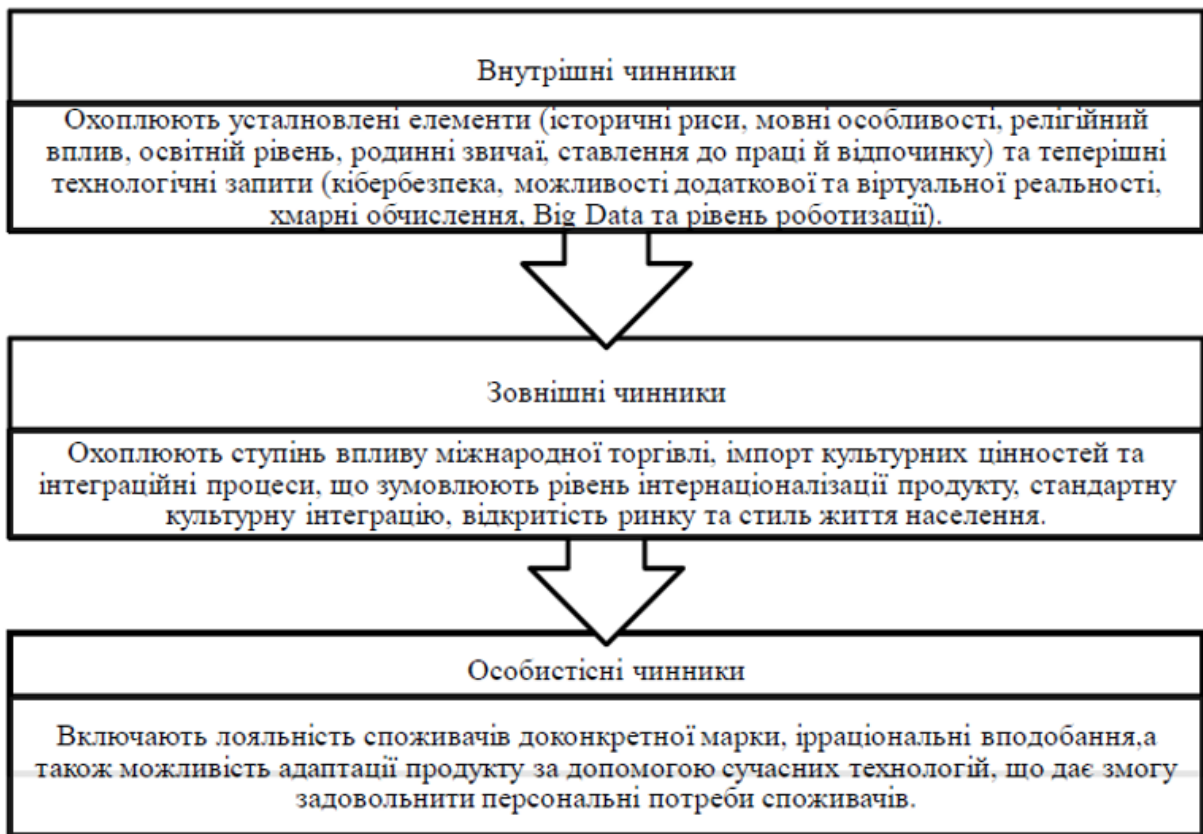 Внутрішні чинники
Охоплюють усталновлені елементи (історичні риси, мовні особливості, релігійний
вплив, освітній рівень, родинні звичаї, ставлення до праці й відпочинку) та теперішні
технологічні запити (кібербезпека, можливості додаткової та віртуальної реальності,
хмарні обчислення, Big Data та рівень роботизації).
Зовнішні чинники
Охоплюють ступінь впливу міжнародної торгівлі, імпорт культурних цінностей та
інтеграційні процеси, що зумовлюють рівень інтернаціоналізації продукту, стандартну
культурну інтеграцію, відкритість ринку та стиль життя населення.
Особистісні чинники
Включають лояльність споживачів доконкретної марки, ірраціональні вподобання,а
також можливість адаптації продукту за допомогою сучасних технологій, що дає змогу
задовольнити персональні потреби споживачів.